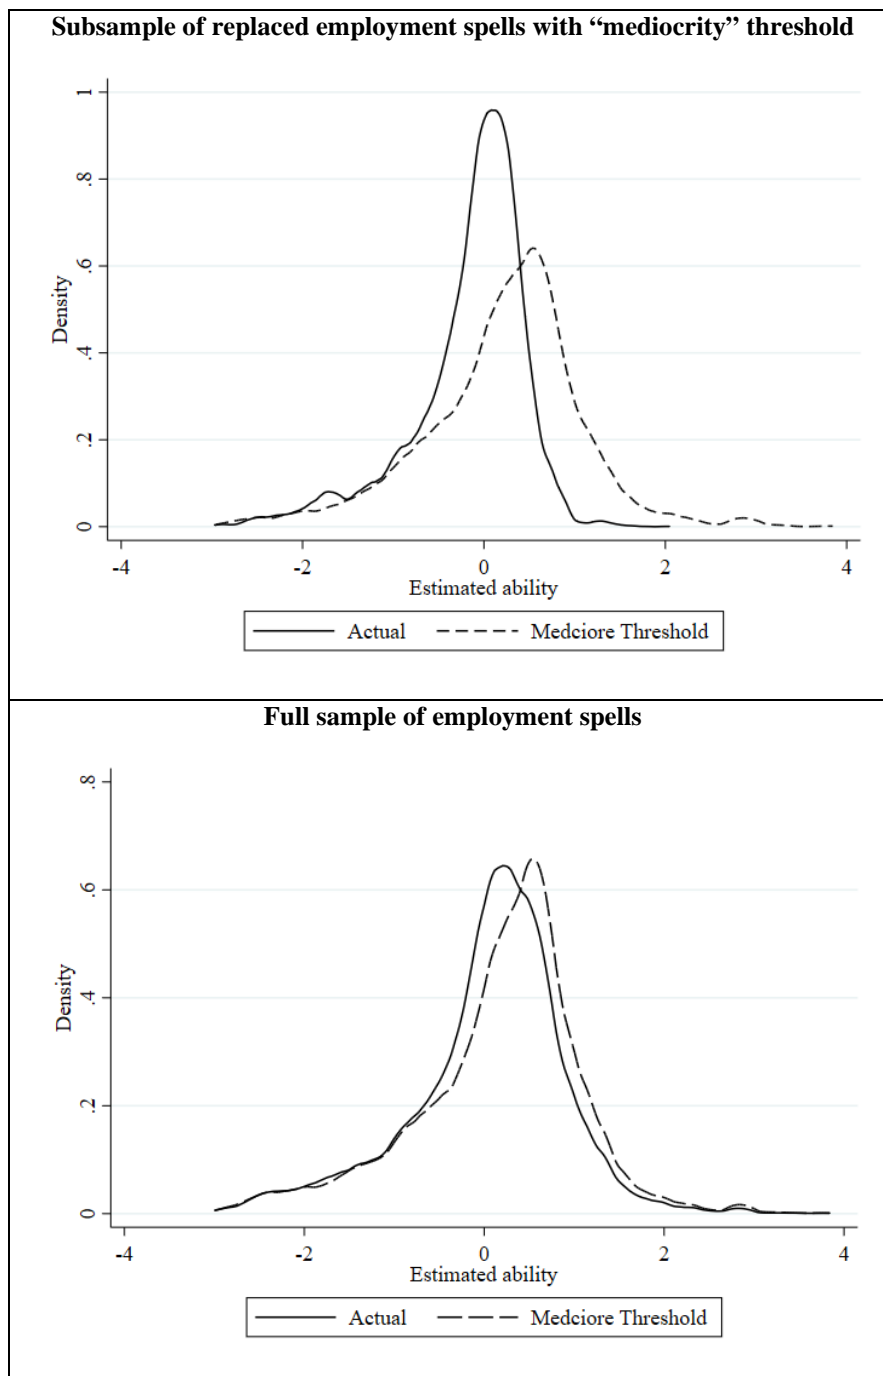 Subsample of replaced employment spells with “mediocrity” threshold
1
.8
.6
.4
.2
0
Density
-4 -2 0 2 4
Estimated ability
Actual Medciore Threshold
Full sample of employment spells
.8
.6
.4
.2
0
Density
-4 -2 0 2 4
Estimated ability
Actual Medciore Threshold